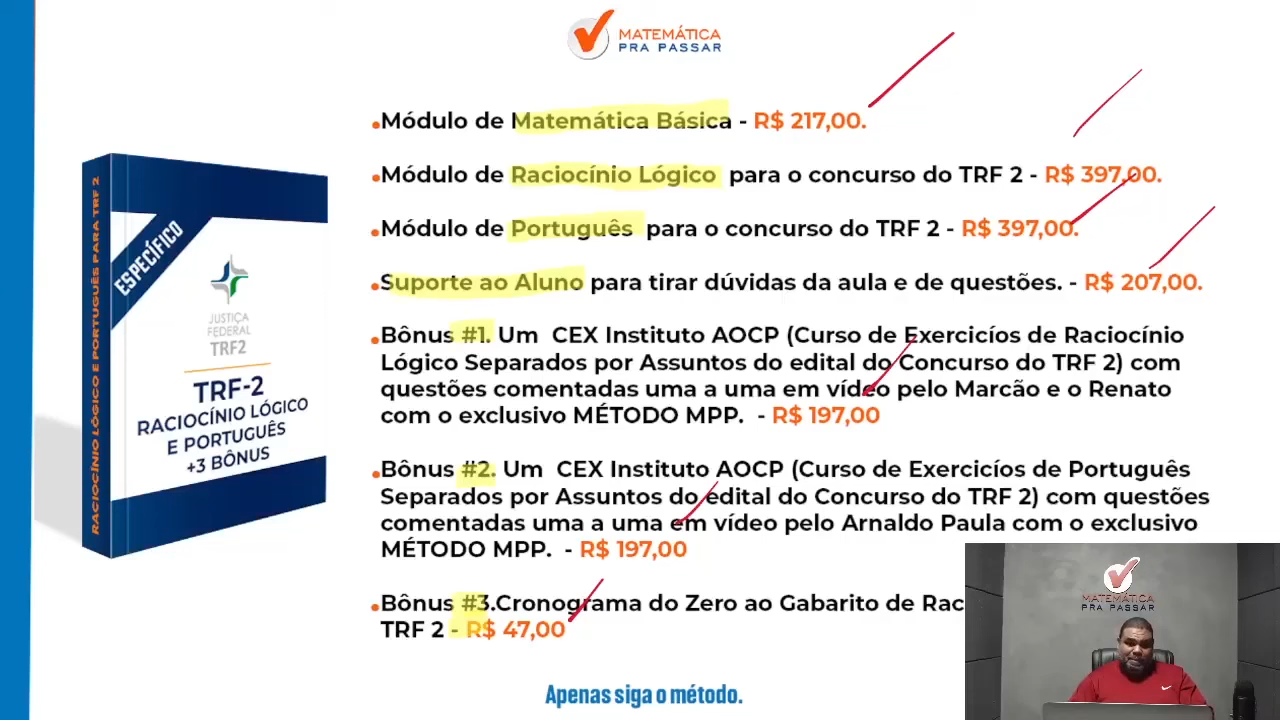 MATEMÁTICA
PRA PASSAR
•Módulo de Matemática Básica - R$ 217,00.
•Módulo de Raciocínio Lógico para o concurso do TRF 2 - R$ 397,00.
•Módulo de Português para o concurso do TRF 2 - R$ 397,00.
•Suporte ao Aluno para tirar dúvidas da aula e de questões. - R$ 207,00.
•Bônus #1. Um CEX Instituto AOCP (Curso de Exercicíos de Raciocínio
Lógico Separados por Assuntos do edital do Concurso do TRF 2) com
questões comentadas uma a uma em vídeo pelo Marcão e o Renato
com o exclusivo MÉTODO MPP. - R$ 197,00
•Bônus #2. Um CEX Instituto AOCP (Curso de Exercicíos de Português
Separados por Assuntos do edital do Concurso do TRF 2) com questões
comentadas uma a uma em vídeo pelo Arnaldo Paula com o exclusivo
MÉTODO MPP. - R$ 197,00
•Bônus #3.Cronograma do Zero ao Gabarito de
TRF 2 - R$ 47,00
Apenas siga o método.
RACIOCÍNIO LÓGICO E PORTUGUÊS PARA TRF 2
ESPECÍFICO
JUSTIÇA
FEDERAL
TRF2
TRF-2
RACIOCÍNIO LÓGICO
E PORTUGUÊS
+3 BÔNUS
MATEMÁTICA
PRA PASSAR